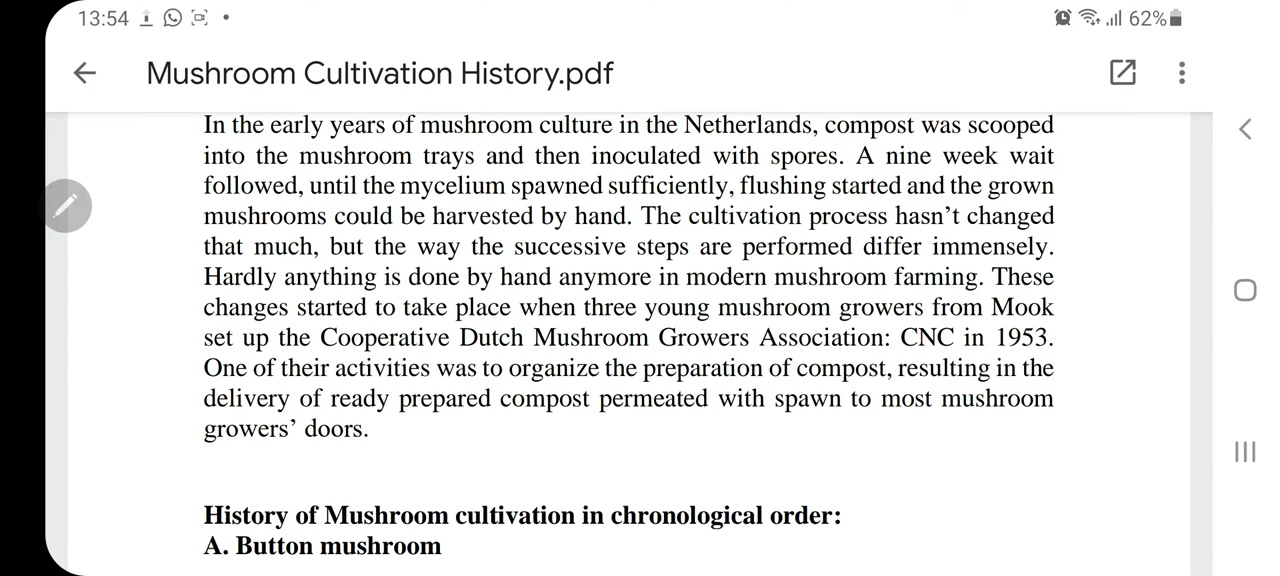 13:54 62%
Mushroom Cultivation History.pdf
In the early years of mushroom culture in the Netherlands, compost was scooped
into the mushroom trays and then inoculated with spores. A nine week wait
followed, until the mycelium spawned sufficiently, flushing started and the grown
mushrooms could be harvested by hand. The cultivation process hasn't changed
that much, but the way the successive steps are performed differ immensely.
Hardly anything is done by hand anymore in modern mushroom farming. These
changes started to take place when three young mushroom growers from Mook
set up the Cooperative Dutch Mushroom Growers Association: CNC in 1953.
One of their activities was to organize the preparation of compost, resulting in the
delivery of ready prepared compost permeated with spawn to most mushroom
growers' doors.
History of Mushroom cultivation in chronological order:
A. Button mushroom